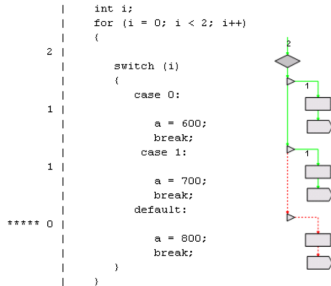 | int i;
| for (i = 0; i < 2; i++)
| {
2 | switch (i) 2
| { 1
| case 0:
1 |
| a = 600;
| break;
| case 1: 1
1 |
| a = 700;
| break;
| default:
***** 0 |
| a = 800;
| break;
| }
| }